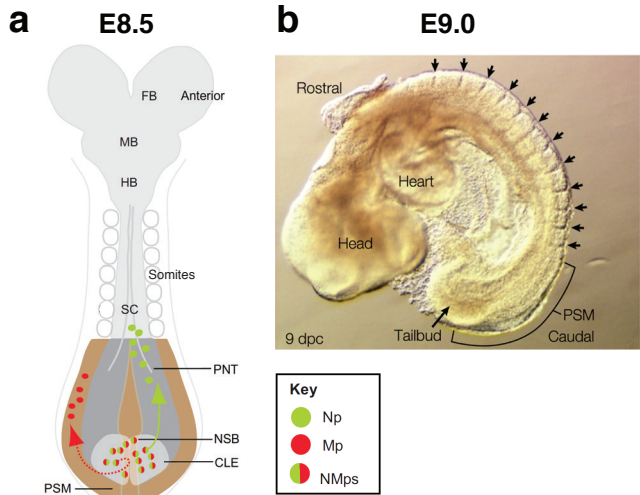 a
E8.5
FB
Anterior
MB
HB
Somites
SC
PNT
NSB
CLE
PSM
b
E9.0
Rostral
Heart
Head
PSM
Tailbud
Caudal
9 dpc
Key
Np
Mp
NMps